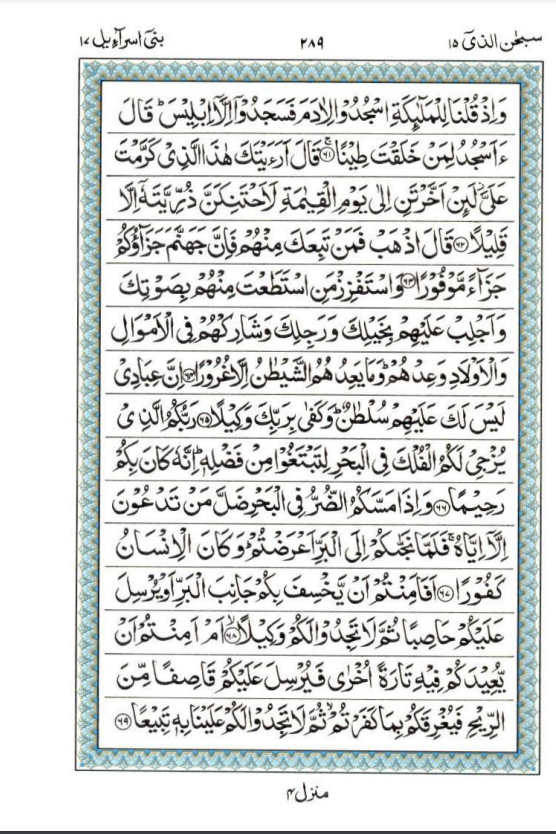 سبحٰن الذیٓ ۱۵
۲۸۹
بنیٓ اسرآءیل ۱۷
وَاِذْ قُلْنَا لِلْمَلٰٓئِكَةِ اسْجُدُوْا لِاٰدَمَ فَسَجَدُوْۤا اِلَّاۤ اِبْلِیْسَ ؕ قَالَ
ءَاَسْجُدُ لِمَنْ خَلَقْتَ طِیْنًا ۚ۝۶۱ قَالَ اَرَءَیْتَكَ هٰذَا الَّذِیْ كَرَّمْتَ
عَلَیَّ ؗ لَىِٕنْ اَخَّرْتَنِ اِلٰی یَوْمِ الْقِیٰمَةِ لَاَحْتَنِكَنَّ ذُرِّیَّتَهٗۤ اِلَّا
قَلِیْلًا ۝۶۲ قَالَ اذْهَبْ فَمَنْ تَبِعَكَ مِنْهُمْ فَاِنَّ جَهَنَّمَ جَزَآؤُكُمْ
جَزَآءً مَّوْفُوْرًا ۝۶۳ وَاسْتَفْزِزْ مَنِ اسْتَطَعْتَ مِنْهُمْ بِصَوْتِكَ
وَاَجْلِبْ عَلَیْهِمْ بِخَیْلِكَ وَرَجِلِكَ وَشَارِكْهُمْ فِی الْاَمْوَالِ
وَالْاَوْلَادِ وَعِدْهُمْ ؕ وَمَا یَعِدُهُمُ الشَّیْطٰنُ اِلَّا غُرُوْرًا ۝۶۴ اِنَّ عِبَادِیْ
لَیْسَ لَكَ عَلَیْهِمْ سُلْطٰنٌ ؕ وَكَفٰی بِرَبِّكَ وَكِیْلًا ۝۶۵ رَبُّكُمُ الَّذِیْ
یُزْجِیْ لَكُمُ الْفُلْكَ فِی الْبَحْرِ لِتَبْتَغُوْا مِنْ فَضْلِهٖ ؕ اِنَّهٗ كَانَ بِكُمْ
رَحِیْمًا ۝۶۶ وَاِذَا مَسَّكُمُ الضُّرُّ فِی الْبَحْرِ ضَلَّ مَنْ تَدْعُوْنَ
اِلَّاۤ اِیَّاهُ ۚ فَلَمَّا نَجّٰىكُمْ اِلَی الْبَرِّ اَعْرَضْتُمْ ؕ وَكَانَ الْاِنْسَانُ
كَفُوْرًا ۝۶۷ اَفَاَمِنْتُمْ اَنْ یَّخْسِفَ بِكُمْ جَانِبَ الْبَرِّ اَوْ یُرْسِلَ
عَلَیْكُمْ حَاصِبًا ثُمَّ لَا تَجِدُوْا لَكُمْ وَكِیْلًا ۙ۝۶۸ اَمْ اَمِنْتُمْ اَنْ
یُّعِیْدَكُمْ فِیْهِ تَارَةً اُخْرٰی فَیُرْسِلَ عَلَیْكُمْ قَاصِفًا مِّنَ
الرِّیْحِ فَیُغْرِقَكُمْ بِمَا كَفَرْتُمْ ۙ ثُمَّ لَا تَجِدُوْا لَكُمْ عَلَیْنَا بِهٖ تَبِیْعًا ۝۶۹
منزل ۴